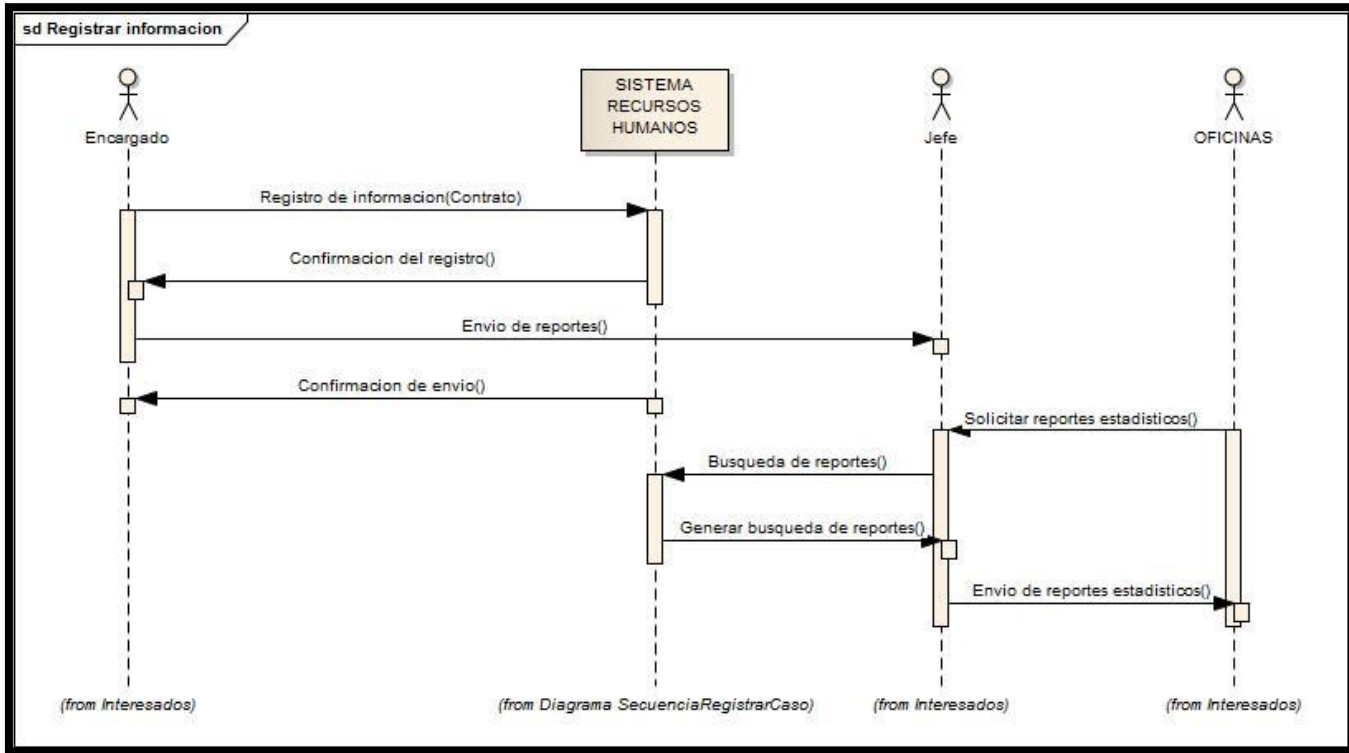 sd Registrar informacion
Encargado
SISTEMA
RECURSOS
HUMANOS
Jefe
OFICINAS
Registro de informacion(Contrato)
Confirmacion del registro()
Envio de reportes()
Confirmacion de envio()
Solicitar reportes estadisticos()
Busqueda de reportes()
Generar busqueda de reportes()
Envio de reportes estadisticos()
(from Interesados)
(from Diagrama SecuenciaRegistrarCaso)
(from Interesados)
(from Interesados)